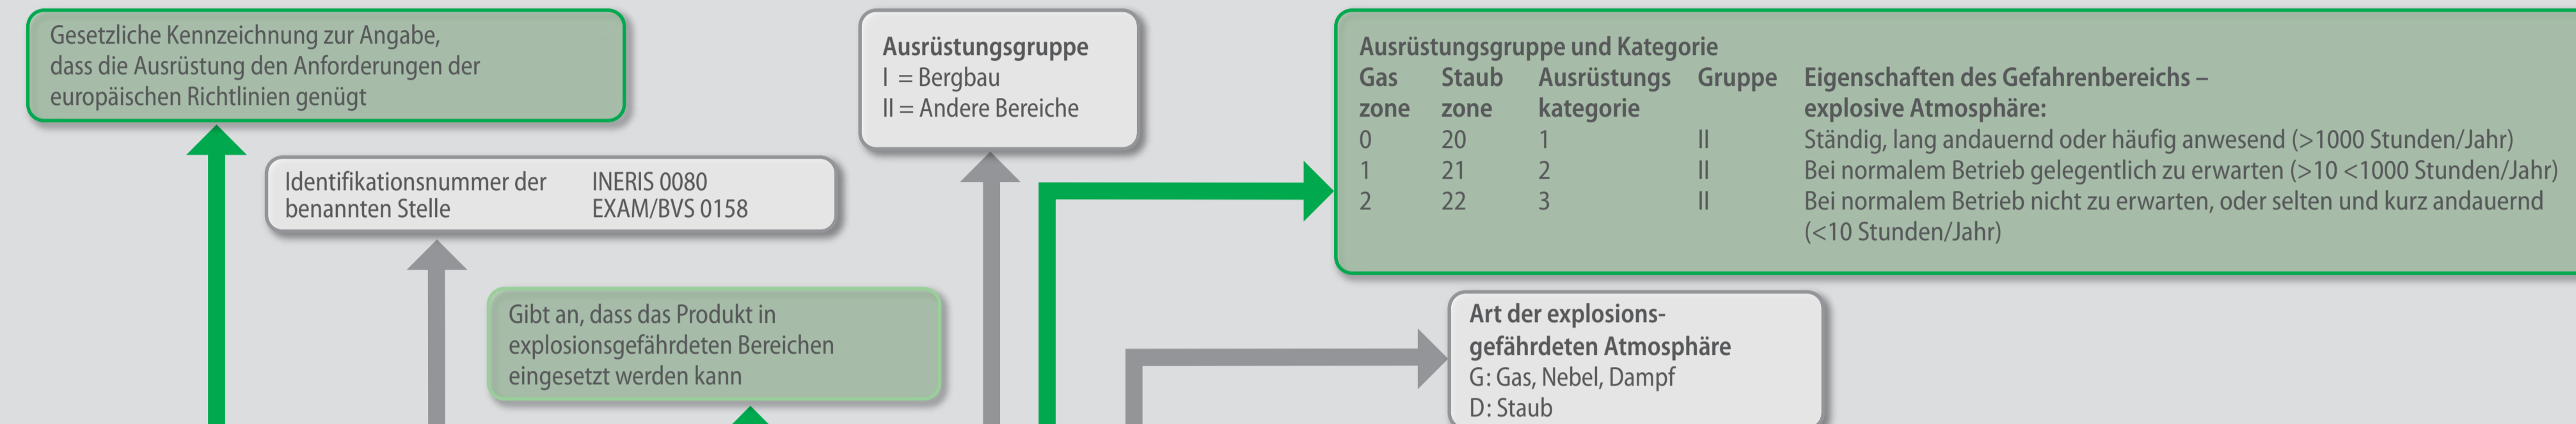 Gesetzliche Kennzeichnung zur Angabe,
dass die Ausrüstung den Anforderungen der
europäischen Richtlinien genügt
Identifikationsnummer der INERIS 0080
benannten Stelle EXAM/BVS 0158
Gibt an, dass das Produkt in
explosionsgefährdeten Bereichen
eingesetzt werden kann
Ausrüstungsgruppe
I = Bergbau
II = Andere Bereiche
Ausrüstungsgruppe und Kategorie
Gas Staub Ausrüstungs Gruppe Eigenschaften des Gefahrenbereichs –
zone zone kategorie explosive Atmosphäre:
0 20 1 II Ständig, lang andauernd oder häufig anwesend (>1000 Stunden/Jahr)
1 21 2 II Bei normalem Betrieb gelegentlich zu erwarten (>10 <1000 Stunden/Jahr)
2 22 3 II Bei normalem Betrieb nicht zu erwarten, oder selten und kurz andauernd
(<10 Stunden/Jahr)
Art der explosions-
gefährdeten Atmosphäre
G: Gas, Nebel, Dampf
D: Staub